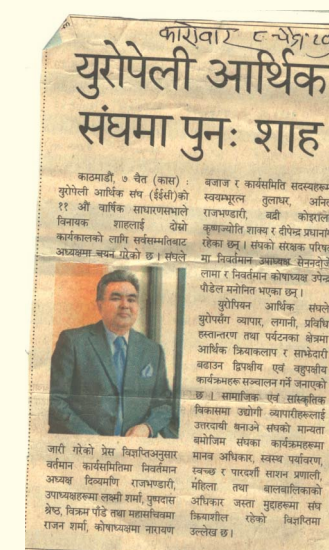 कारोवार ८ चैत्र
युरोपेली आर्थिक
संघमा पुनः शाह
काठमाडौं, ७ चैत (कास) :
युरोपेली आर्थिक संघ (ईईसी)को
११ औं वार्षिक साधारणसभाले
विनायक शाहलाई दोस्रो
कार्यकालको लागि सर्वसम्मतबाट
अध्यक्षमा चयन गरेको छ । संघले
जारी गरेको प्रेस विज्ञप्तिअनुसार
वर्तमान कार्यसमितिमा निवर्तमान
अध्यक्ष दिव्यमणि राजभण्डारी,
उपाध्यक्षहरूमा लक्ष्मी शर्मा, पुष्पदास
श्रेष्ठ, विक्रम पाँडे तथा महासचिवमा
राजन शर्मा, कोषाध्यक्षमा नारायण
बजाज र कार्यसमिति सदस्यहरू
स्वयम्भूरत्न तुलाधर, अनिल
राजभण्डारी, बद्री कोइराला
कृष्णज्योति शाक्य र दीपेन्द्र प्रधान
रहेका छन् । संघको संरक्षक परिष
मा निवर्तमान उपाध्यक्ष सेननदोर्जे
लामा र निवर्तमान कोषाध्यक्ष उपेन्द्र
पौडेल मनोनित भएका छन् ।
युरोपियन आर्थिक संघले
युरोपसँग व्यापार, लगानी, प्रविधि
हस्तान्तरण तथा पर्यटनका क्षेत्रमा
आर्थिक क्रियाकलाप र साझेदारी
बढाउन द्विपक्षीय एवं बहुपक्षीय
कार्यक्रमहरू सञ्चालन गर्ने जनाएको
छ । सामाजिक एवं सांस्कृतिक
विकासमा उद्योगी व्यापारीहरूलाई
उत्तरदायी बनाउने संघको मान्यता
बमोजिम संघका कार्यक्रमहरूमा
मानव अधिकार, स्वस्थ पर्यावरण,
स्वच्छ र पारदर्शी शासन प्रणाली,
महिला तथा बालबालिकाको
अधिकार जस्ता मुद्दाहरूमा संघ
क्रियाशील रहेको विज्ञप्तिमा
उल्लेख छ ।